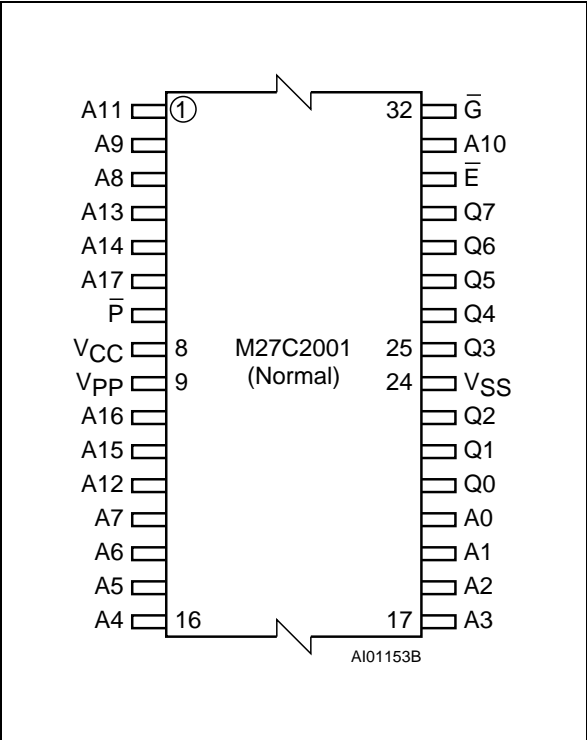 A11 ① 32 G̅
A9 A10
A8 E̅
A13 Q7
A14 Q6
A17 Q5
P̅ Q4
VCC 8 M27C2001 25 Q3
VPP 9 (Normal) 24 VSS
A16 Q2
A15 Q1
A12 Q0
A7 A0
A6 A1
A5 A2
A4 16 17 A3
AI01153B